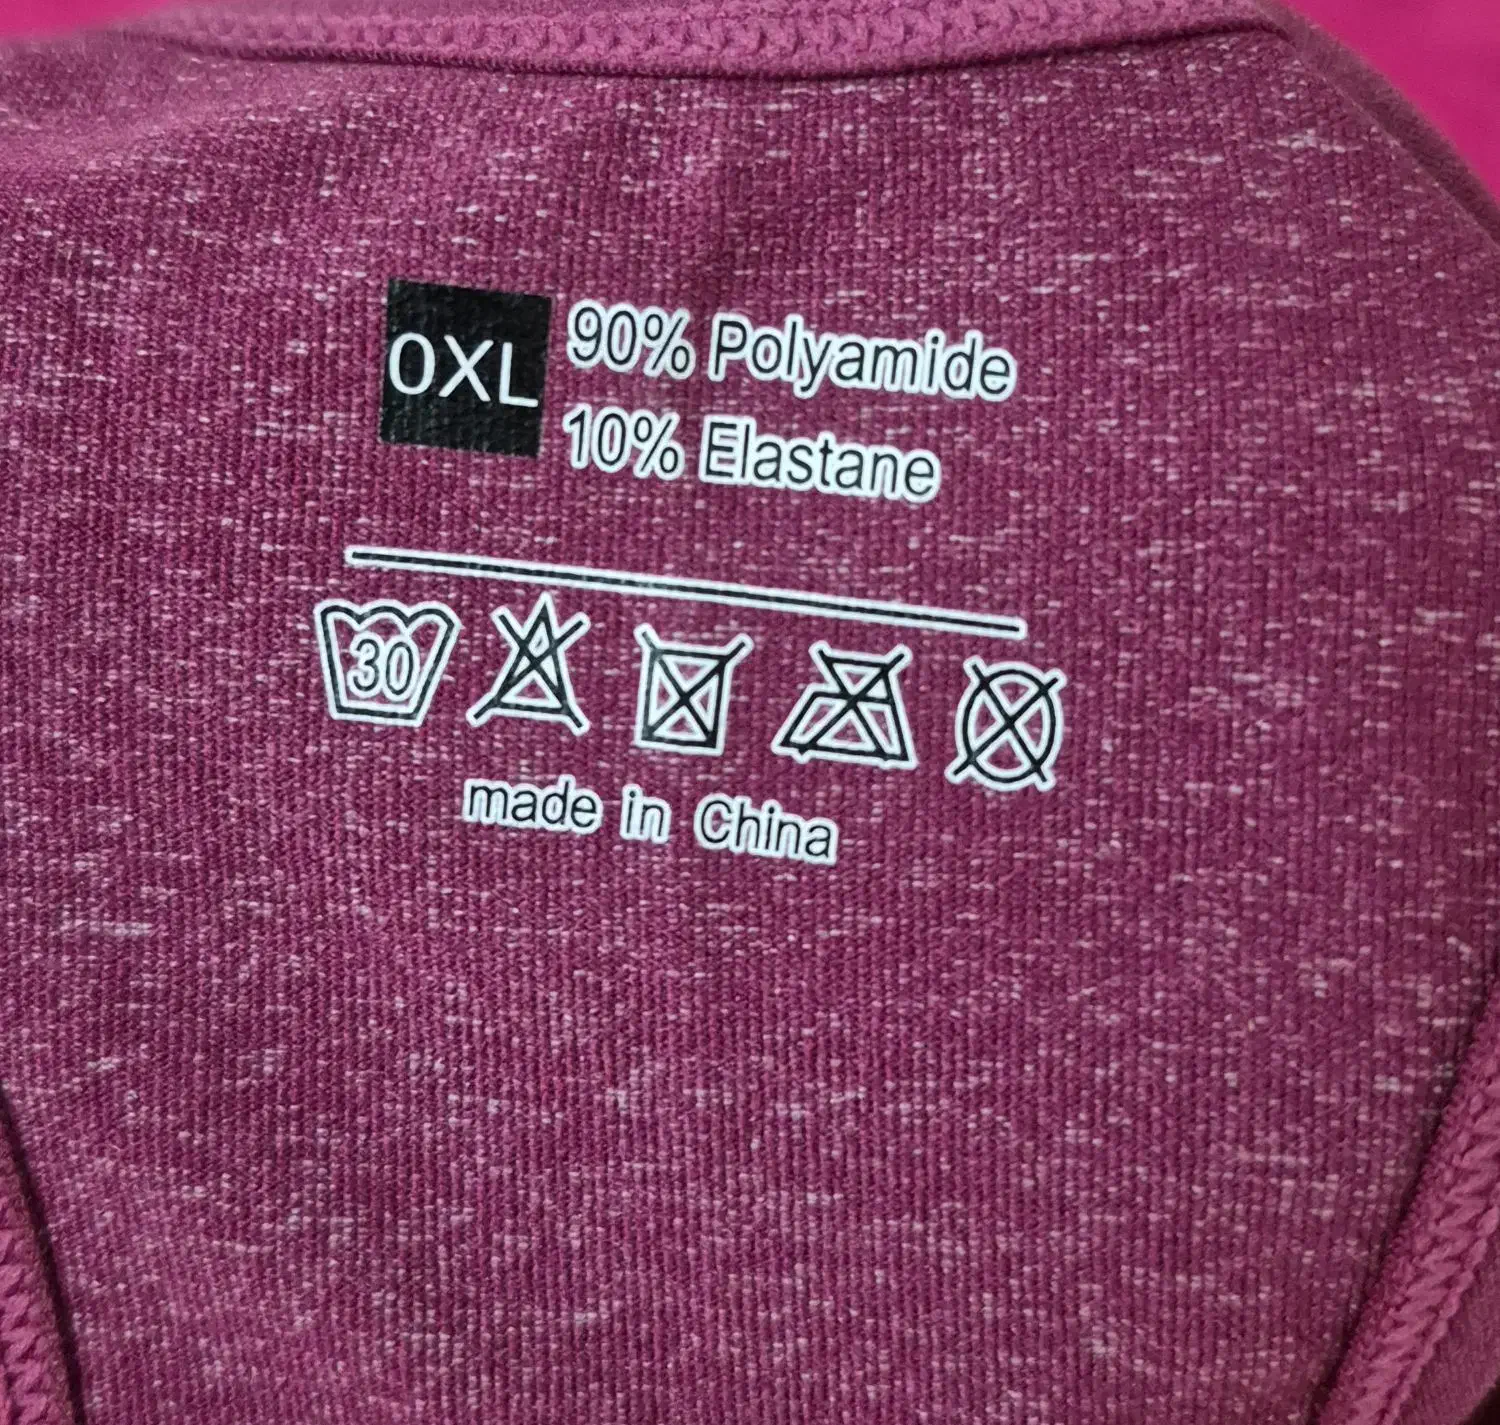 0XL
90% Polyamide
10% Elastane
30
made in China